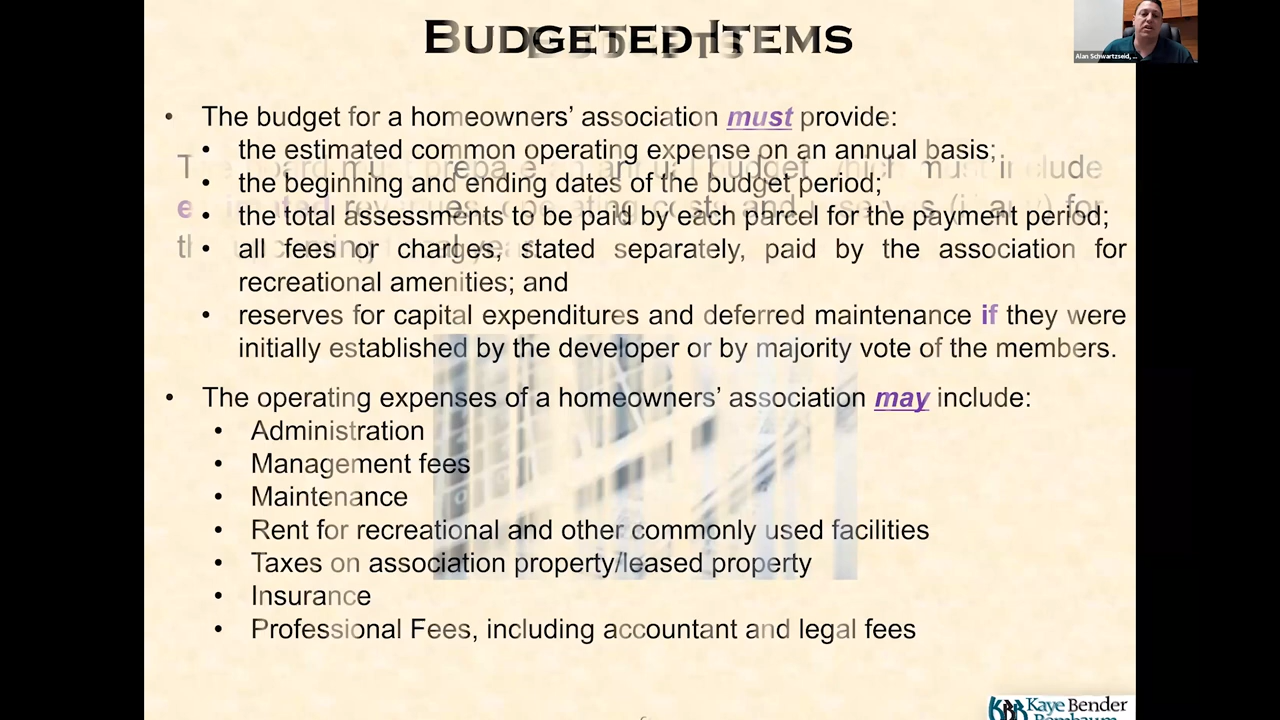 BUDGETED ITEMS
Alan Schwartzseid, ...
• The budget for a homeowners’ association must provide:
• the estimated common operating expense on an annual basis;
• the beginning and ending dates of the budget period;
• the total assessments to be paid by each parcel for the payment period;
• all fees or charges, stated separately, paid by the association for
recreational amenities; and
• reserves for capital expenditures and deferred maintenance if they were
initially established by the developer or by majority vote of the members.
• The operating expenses of a homeowners’ association may include:
• Administration
• Management fees
• Maintenance
• Rent for recreational and other commonly used facilities
• Taxes on association property/leased property
• Insurance
• Professional Fees, including accountant and legal fees
KBR Kaye Bender
Rembaum